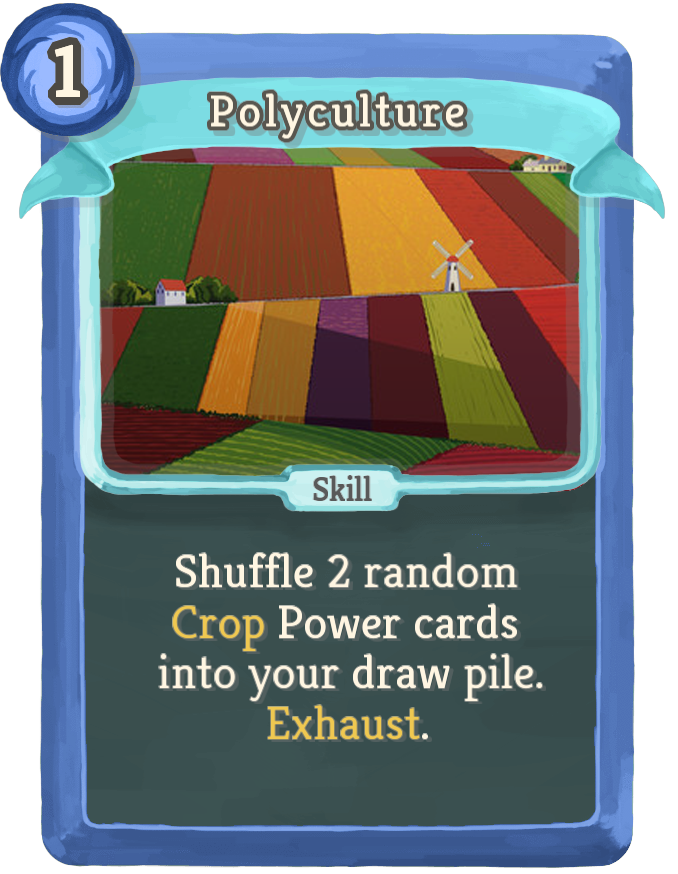 1
Polyculture
Skill
Shuffle 2 random
Crop Power cards
into your draw pile.
Exhaust.